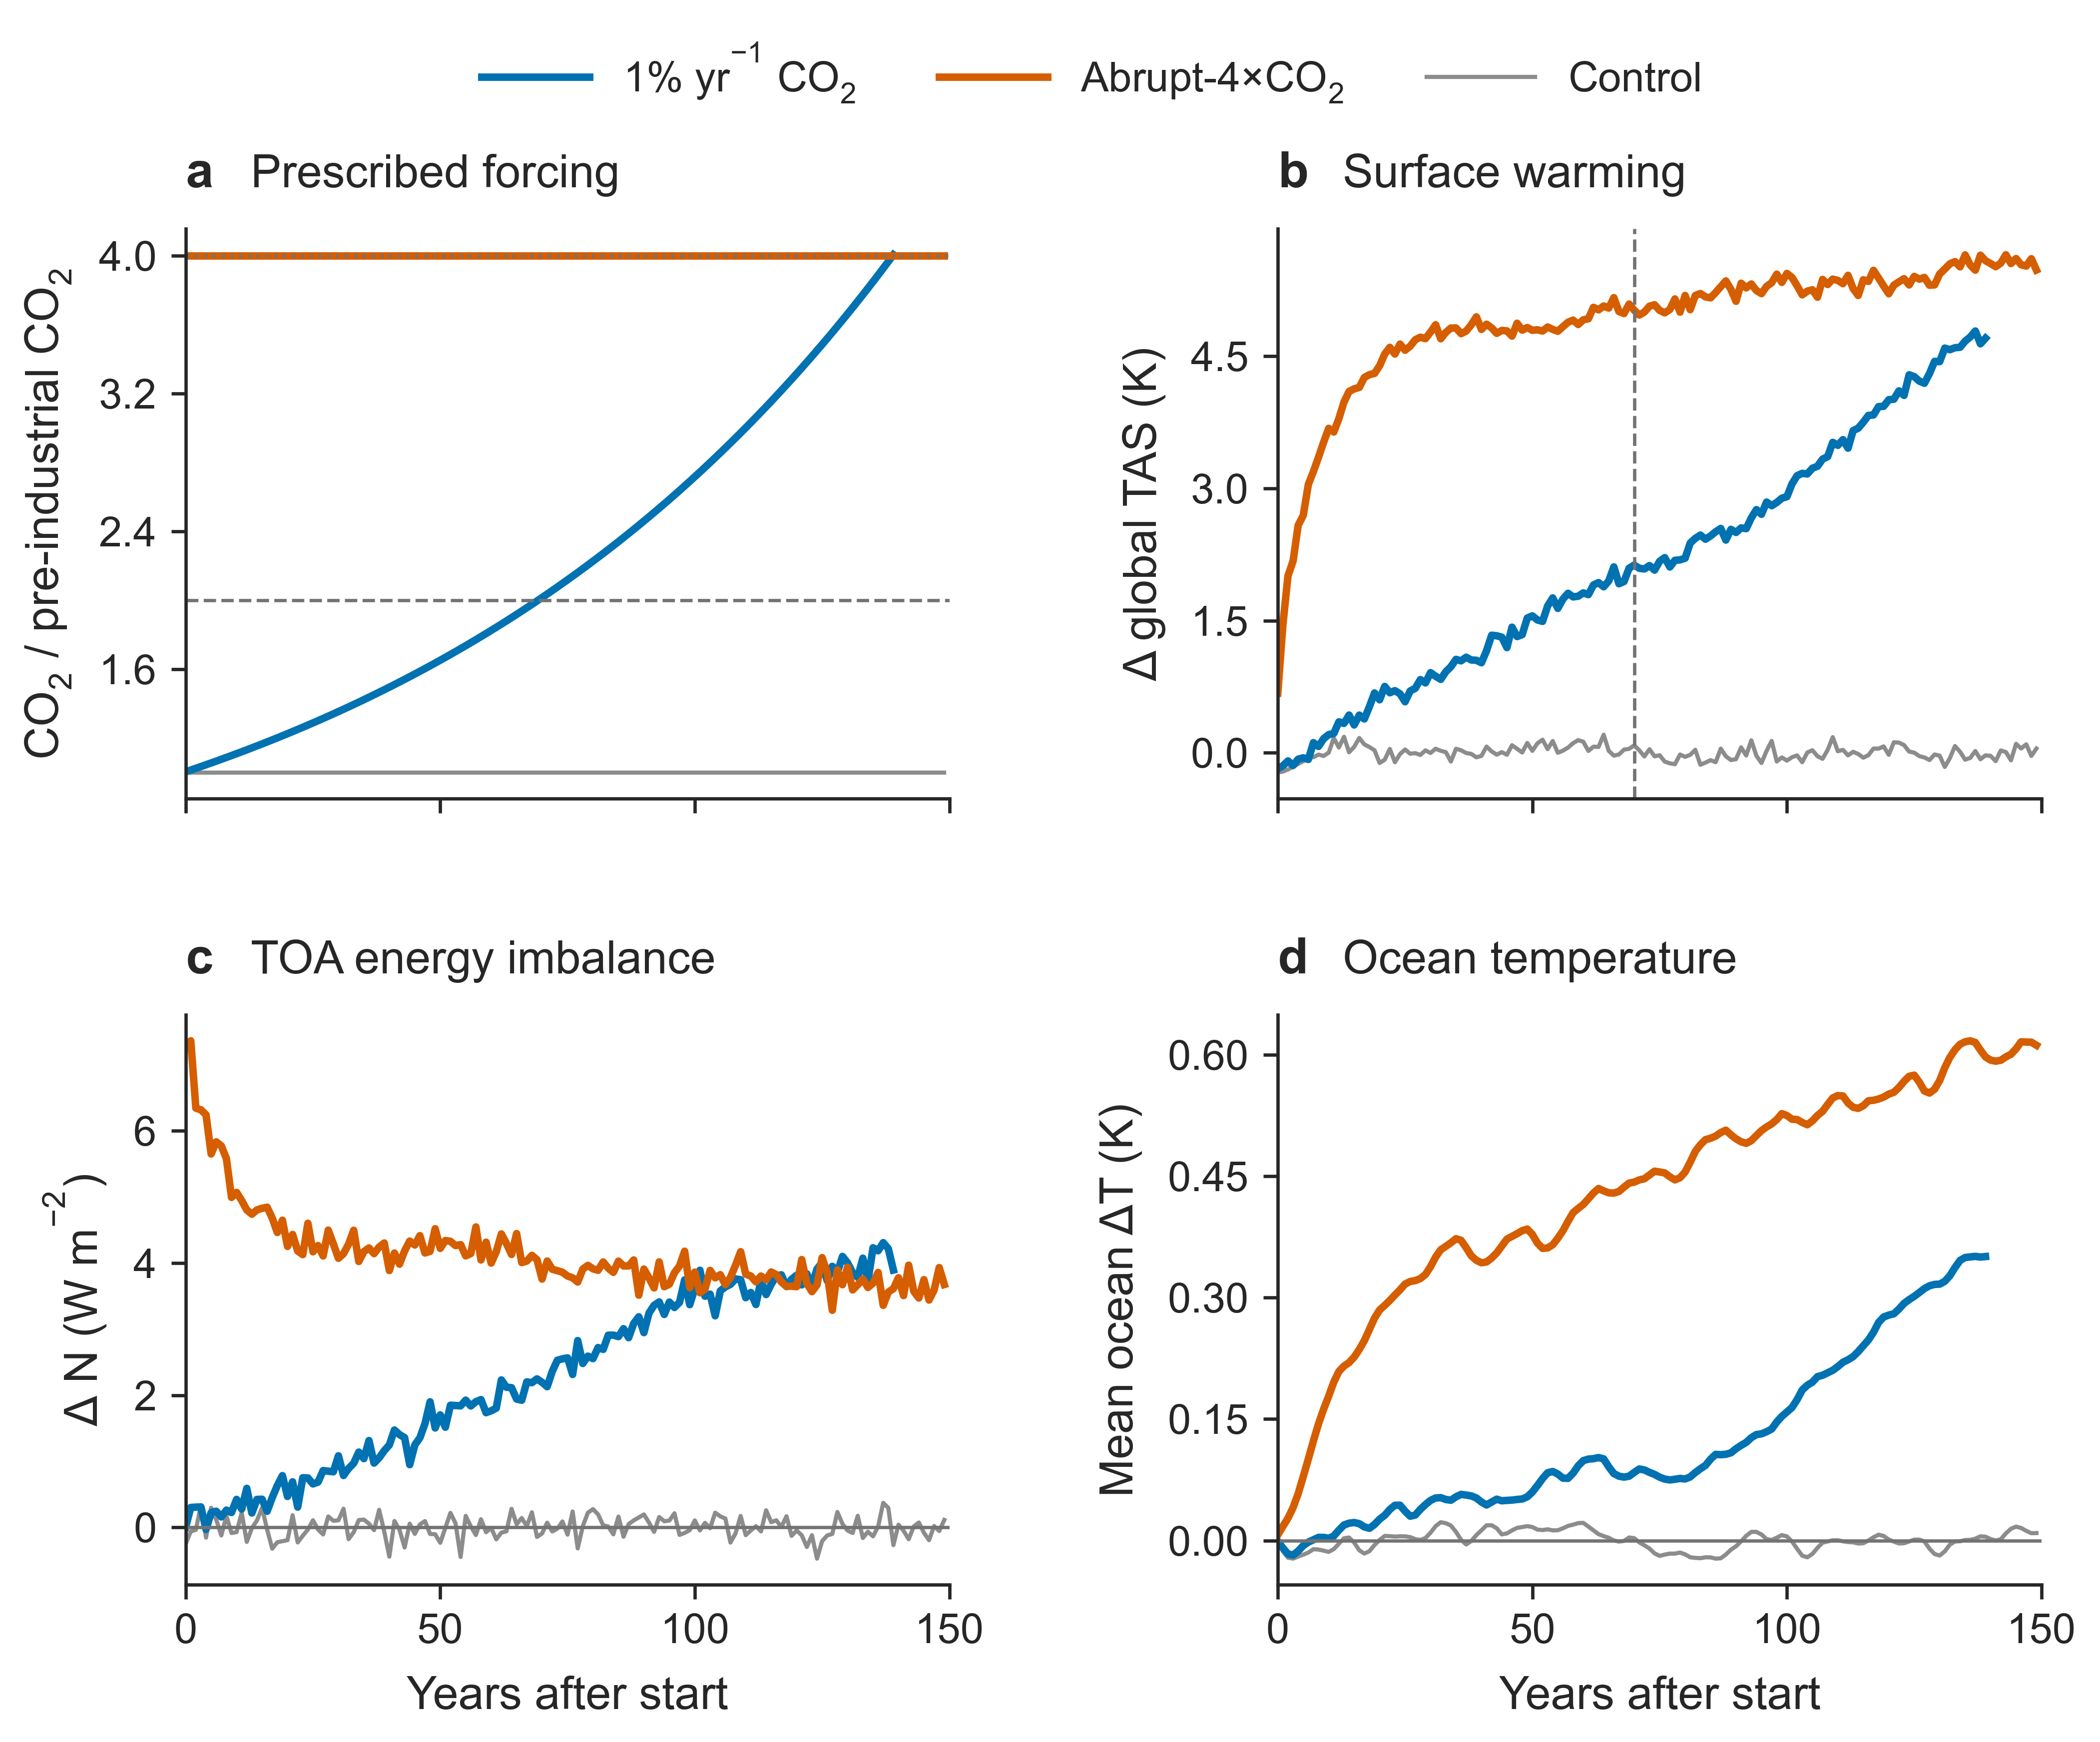 1% yr⁻¹ CO₂ Abrupt-4×CO₂ Control
a Prescribed forcing
CO₂ / pre-industrial CO₂
4.0
3.2
2.4
1.6
b Surface warming
Δ global TAS (K)
4.5
3.0
1.5
0.0
c TOA energy imbalance
Δ N (W m⁻²)
6
4
2
0
0 50 100 150
Years after start
d Ocean temperature
Mean ocean ΔT (K)
0.60
0.45
0.30
0.15
0.00
0 50 100 150
Years after start